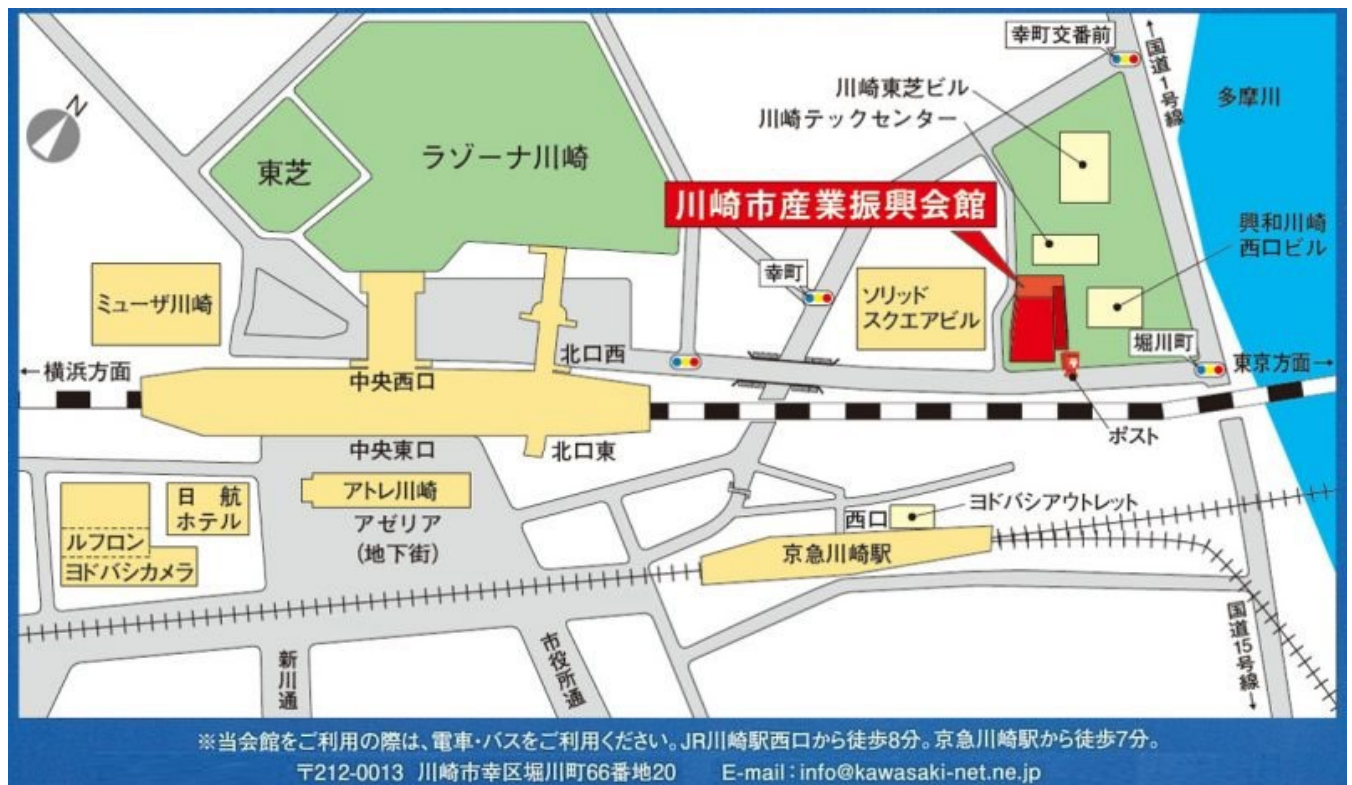 幸町交番前
←国道1号線
多摩川
川崎東芝ビル
川崎テックセンター
N
東芝
ラゾーナ川崎
川崎市産業振興会館
興和川崎
西口ビル
ミューザ川崎
幸町
ソリッド
スクエアビル
堀川町
北口西
←横浜方面
中央西口
東京方面→
ポスト
中央東口
北口東
アトレ川崎
日航
ホテル
ルフロン
ヨドバシカメラ
アゼリア
(地下街)
西口
ヨドバシアウトレット
京急川崎駅
新川通
市役所通
国道15号線→
※当会館をご利用の際は、電車・バスをご利用ください。JR川崎駅西口から徒歩8分。京急川崎駅から徒歩7分。
〒212-0013 川崎市幸区堀川町66番地20 E-mail:info@kawasaki-net.ne.jp